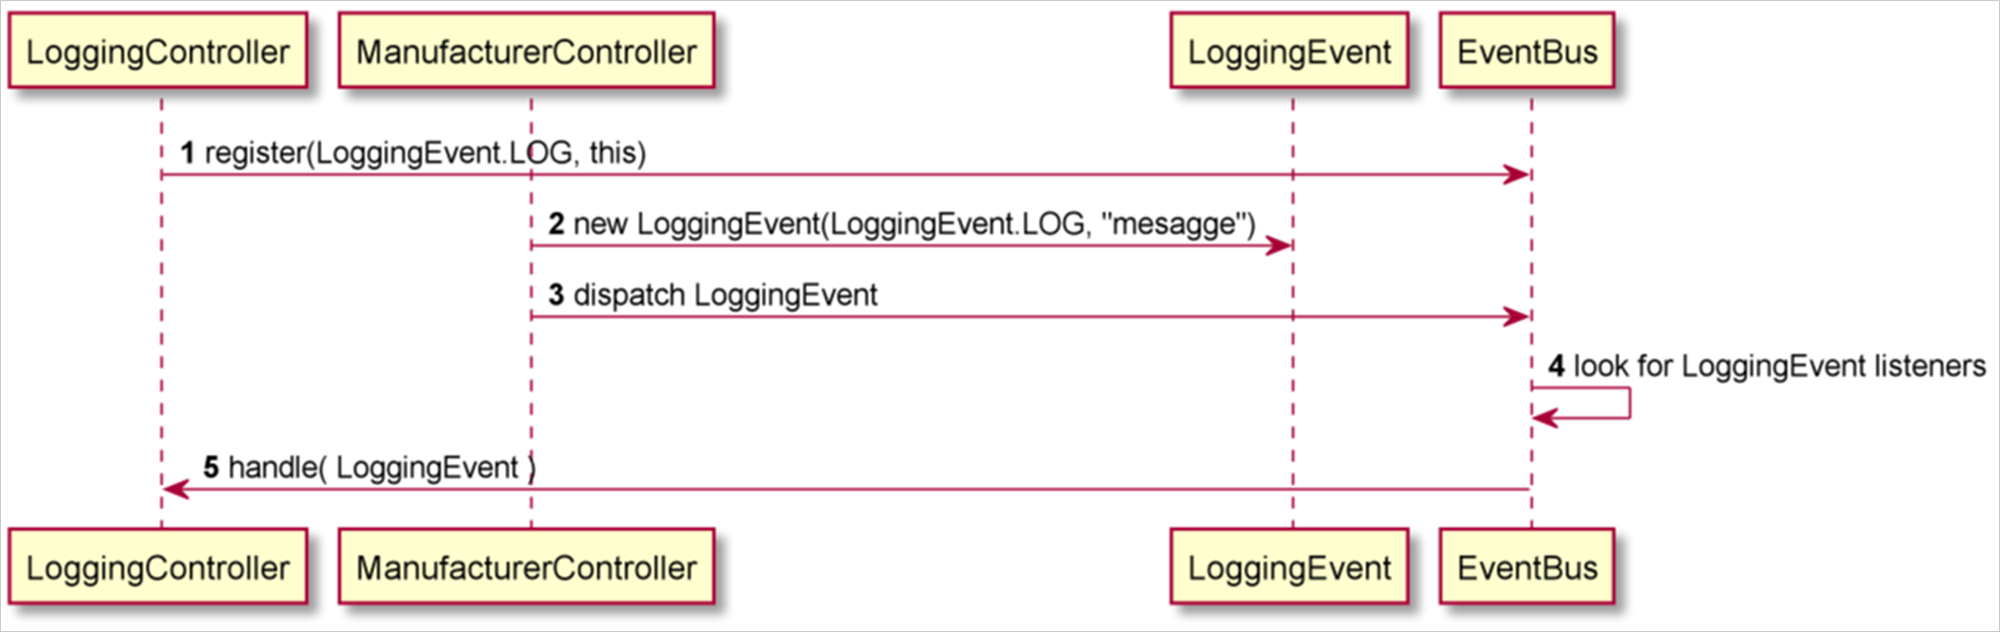 LoggingController
ManufacturerController
LoggingEvent
EventBus
1 register(LoggingEvent.LOG, this)
2 new LoggingEvent(LoggingEvent.LOG, "mesagge")
3 dispatch LoggingEvent
4 look for LoggingEvent listeners
5 handle( LoggingEvent )
LoggingController
ManufacturerController
LoggingEvent
EventBus